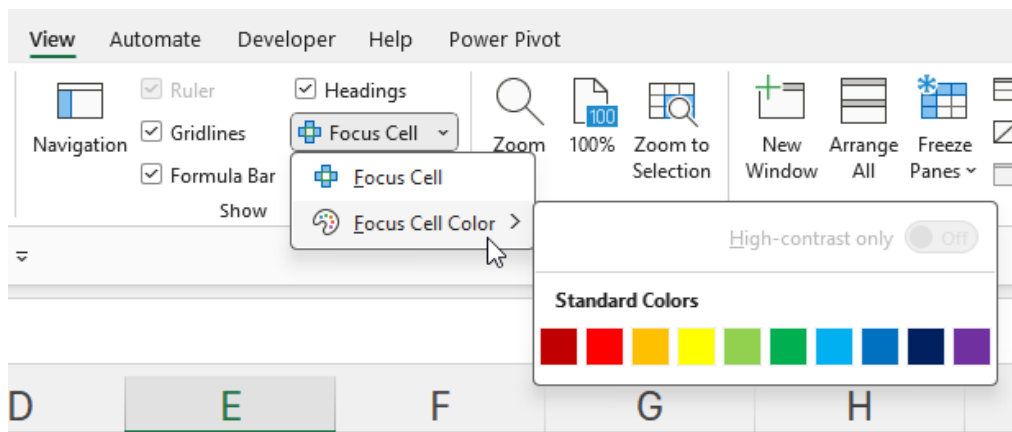 View Automate Developer Help Power Pivot
Ruler Headings
100
Navigation Gridlines Focus Cell Zoom 100% Zoom to New Arrange Freeze
Selection Window All Panes
Formula Bar Focus Cell
Show
Focus Cell Color
High-contrast only Off
Standard Colors
D E F G H